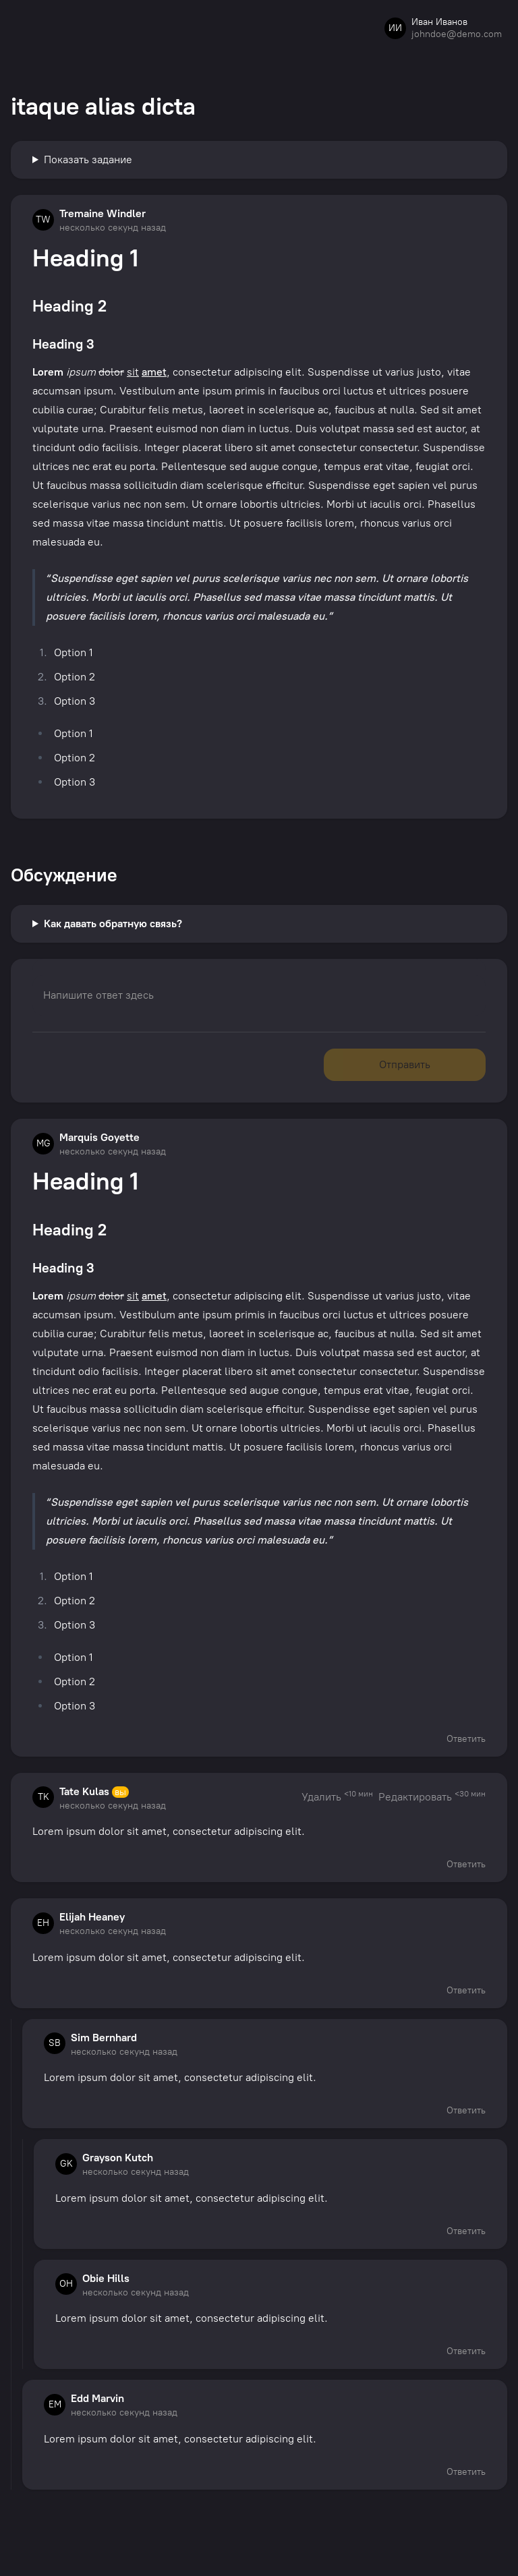 ИИ
Иван Иванов
johndoe@demo.com
itaque alias dicta
Показать задание
TW
Tremaine Windler
несколько секунд назад
Heading 1
Heading 2
Heading 3
Lorem ipsum dolor sit amet, consectetur adipiscing elit. Suspendisse ut varius justo, vitae
accumsan ipsum. Vestibulum ante ipsum primis in faucibus orci luctus et ultrices posuere
cubilia curae; Curabitur felis metus, laoreet in scelerisque ac, faucibus at nulla. Sed sit amet
vulputate urna. Praesent euismod non diam in luctus. Duis volutpat massa sed est auctor, at
tincidunt odio facilisis. Integer placerat libero sit amet consectetur consectetur. Suspendisse
ultrices nec erat eu porta. Pellentesque sed augue congue, tempus erat vitae, feugiat orci.
Ut faucibus massa sollicitudin diam scelerisque efficitur. Suspendisse eget sapien vel purus
scelerisque varius nec non sem. Ut ornare lobortis ultricies. Morbi ut iaculis orci. Phasellus
sed massa vitae massa tincidunt mattis. Ut posuere facilisis lorem, rhoncus varius orci
malesuada eu.
“Suspendisse eget sapien vel purus scelerisque varius nec non sem. Ut ornare lobortis
ultricies. Morbi ut iaculis orci. Phasellus sed massa vitae massa tincidunt mattis. Ut
posuere facilisis lorem, rhoncus varius orci malesuada eu.”
1. Option 1
2. Option 2
3. Option 3
• Option 1
• Option 2
• Option 3
Обсуждение
Как давать обратную связь?
Напишите ответ здесь
Отправить
MG
Marquis Goyette
несколько секунд назад
Heading 1
Heading 2
Heading 3
Lorem ipsum dolor sit amet, consectetur adipiscing elit. Suspendisse ut varius justo, vitae
accumsan ipsum. Vestibulum ante ipsum primis in faucibus orci luctus et ultrices posuere
cubilia curae; Curabitur felis metus, laoreet in scelerisque ac, faucibus at nulla. Sed sit amet
vulputate urna. Praesent euismod non diam in luctus. Duis volutpat massa sed est auctor, at
tincidunt odio facilisis. Integer placerat libero sit amet consectetur consectetur. Suspendisse
ultrices nec erat eu porta. Pellentesque sed augue congue, tempus erat vitae, feugiat orci.
Ut faucibus massa sollicitudin diam scelerisque efficitur. Suspendisse eget sapien vel purus
scelerisque varius nec non sem. Ut ornare lobortis ultricies. Morbi ut iaculis orci. Phasellus
sed massa vitae massa tincidunt mattis. Ut posuere facilisis lorem, rhoncus varius orci
malesuada eu.
“Suspendisse eget sapien vel purus scelerisque varius nec non sem. Ut ornare lobortis
ultricies. Morbi ut iaculis orci. Phasellus sed massa vitae massa tincidunt mattis. Ut
posuere facilisis lorem, rhoncus varius orci malesuada eu.”
1. Option 1
2. Option 2
3. Option 3
• Option 1
• Option 2
• Option 3
Ответить
TK
Tate Kulas вы
несколько секунд назад
Удалить <10 мин Редактировать <30 мин
Lorem ipsum dolor sit amet, consectetur adipiscing elit.
Ответить
EH
Elijah Heaney
несколько секунд назад
Lorem ipsum dolor sit amet, consectetur adipiscing elit.
Ответить
SB
Sim Bernhard
несколько секунд назад
Lorem ipsum dolor sit amet, consectetur adipiscing elit.
Ответить
GK
Grayson Kutch
несколько секунд назад
Lorem ipsum dolor sit amet, consectetur adipiscing elit.
Ответить
OH
Obie Hills
несколько секунд назад
Lorem ipsum dolor sit amet, consectetur adipiscing elit.
Ответить
EM
Edd Marvin
несколько секунд назад
Lorem ipsum dolor sit amet, consectetur adipiscing elit.
Ответить